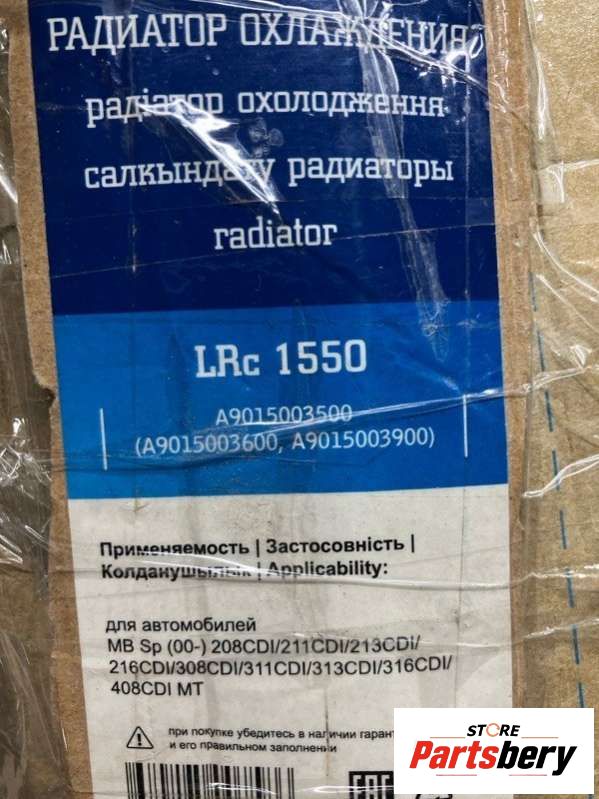 РАДИАТОР ОХЛАЖДЕНИЯ
радіатор охолодження
салкындату радиаторы
radiator
LRc 1550
A9015003500
(A9015003600, A9015003900)
Применяемость | Застосовність |
Колданушылык | Applicability:
для автомобилей
MB Sp (00-) 208CDI/211CDI/213CDI/
216CDI/308CDI/311CDI/313CDI/316CDI/
408CDI MT
при покупке убедитесь в наличии
и его правильном заполнении
EAC
STORE
Partsbery